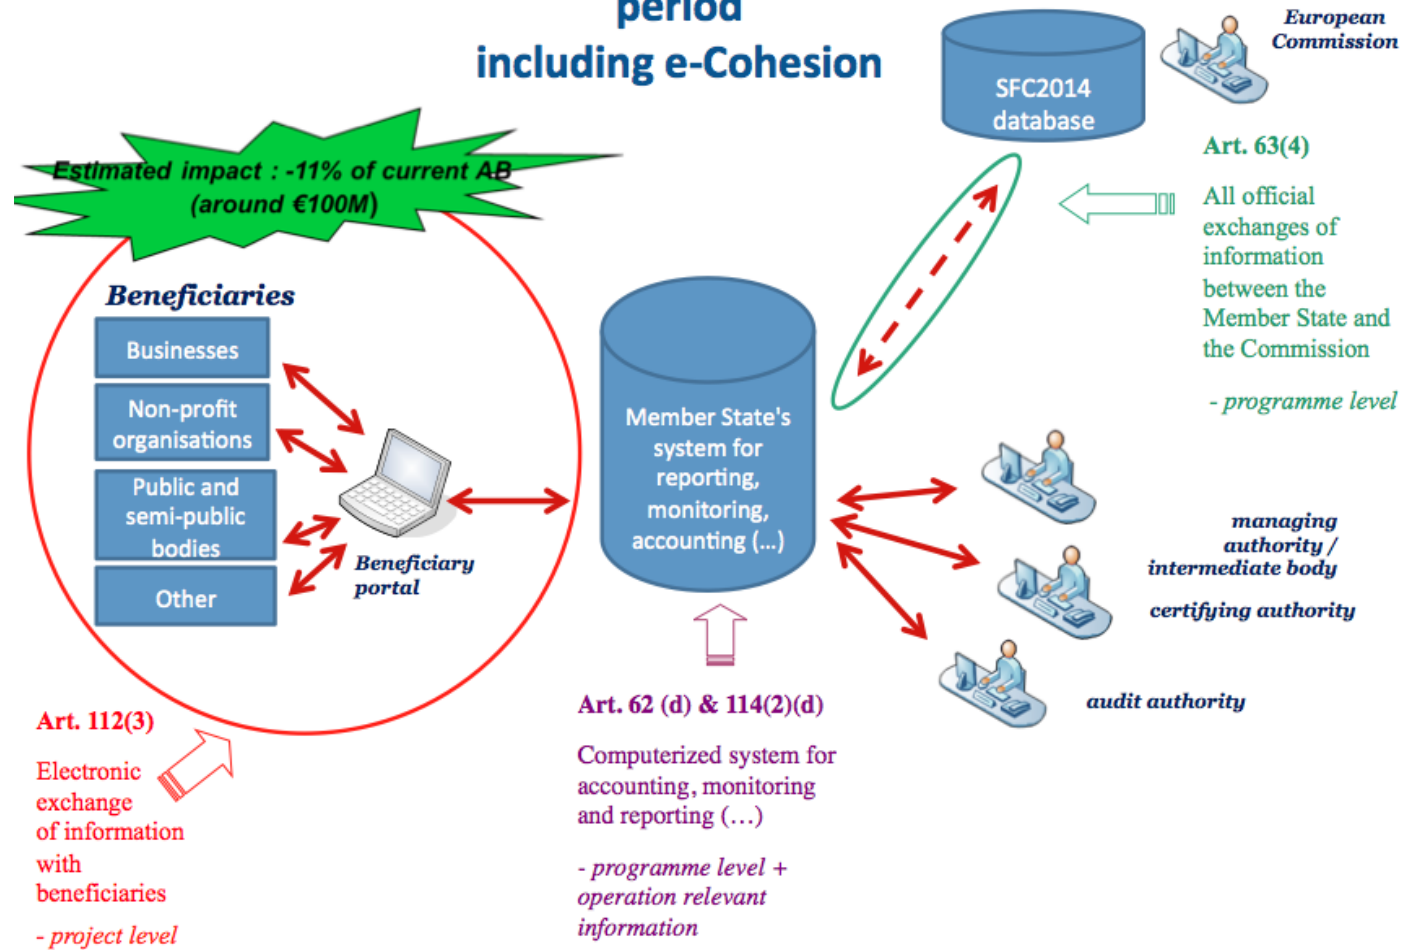 period
including e-Cohesion
European
Commission
SFC2014
database
Art. 63(4)
All official
exchanges of
information
between the
Member State and
the Commission
- programme level
Estimated impact : -11% of current AB
(around €100M)
Beneficiaries
Businesses
Non-profit
organisations
Public and
semi-public
bodies
Other
Beneficiary
portal
Member State's
system for
reporting,
monitoring,
accounting (...)
managing
authority /
intermediate body
certifying authority
audit authority
Art. 112(3)
Electronic
exchange
of information
with
beneficiaries
- project level
Art. 62 (d) & 114(2)(d)
Computerized system for
accounting, monitoring
and reporting (…)
- programme level +
operation relevant
information